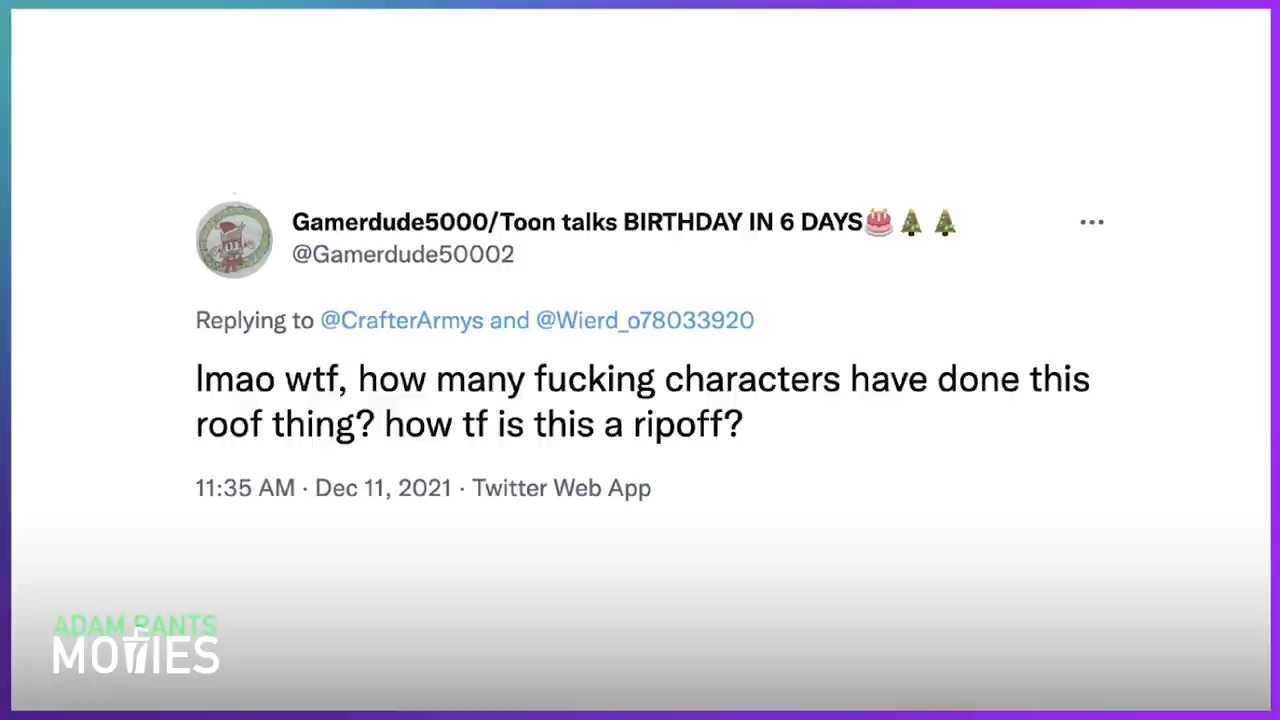 Gamerdude5000/Toon talks BIRTHDAY IN 6 DAYS🎂🎄🎄
@Gamerdude50002
Replying to @CrafterArmys and @Wierd_o78033920
lmao wtf, how many fucking characters have done this
roof thing? how tf is this a ripoff?
11:35 AM · Dec 11, 2021 · Twitter Web App
ADAM RANTS
MOVIES